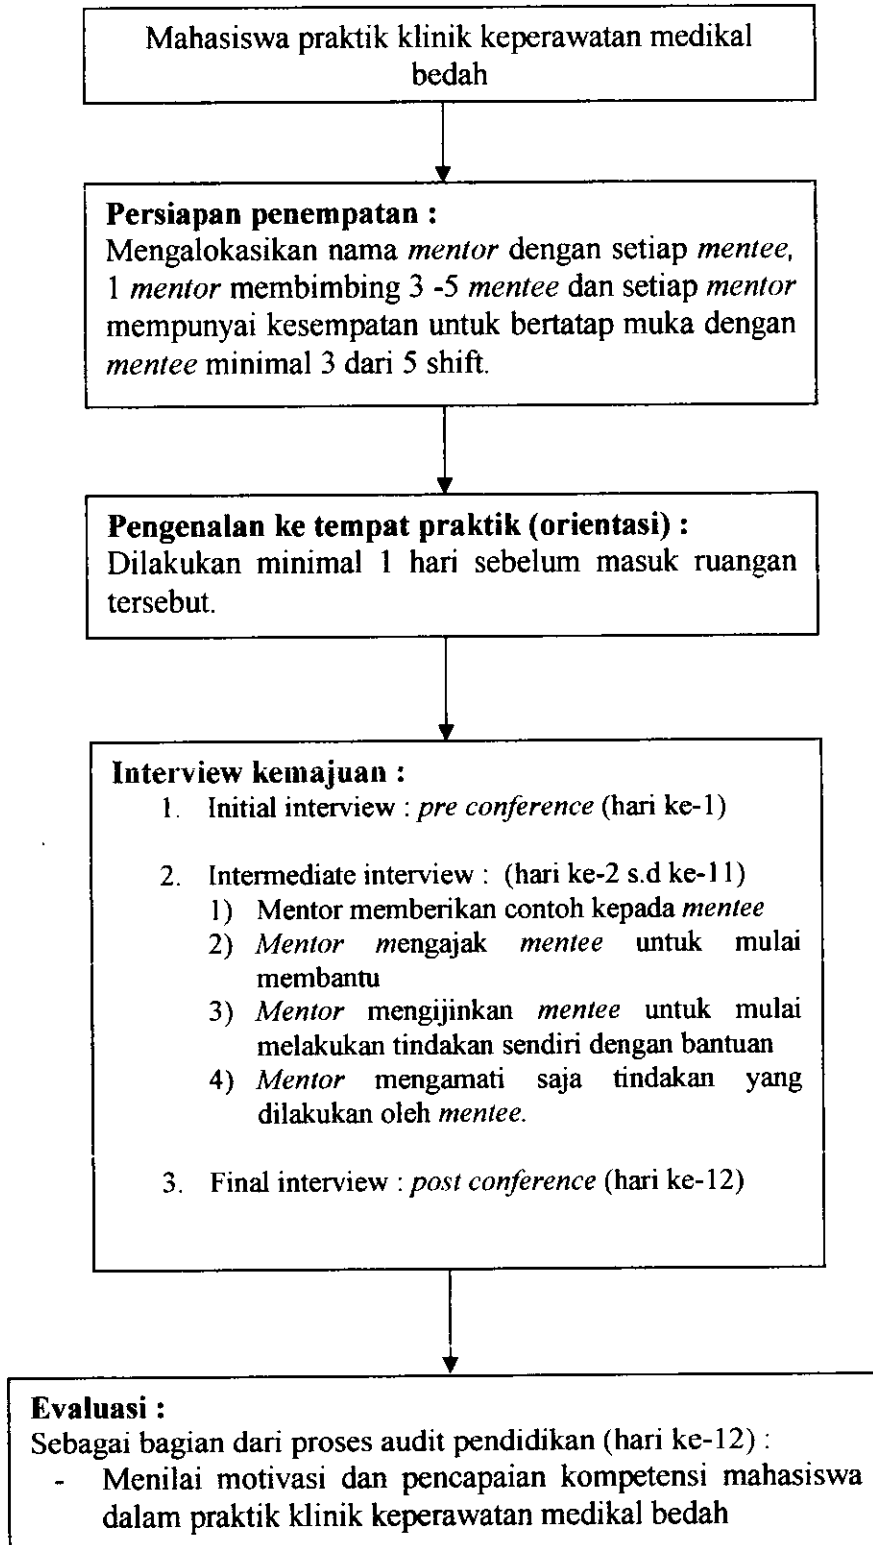 Mahasiswa praktik klinik keperawatan medikal
bedah
Persiapan penempatan :
Mengalokasikan nama mentor dengan setiap mentee,
1 mentor membimbing 3 -5 mentee dan setiap mentor
mempunyai kesempatan untuk bertatap muka dengan
mentee minimal 3 dari 5 shift.
Pengenalan ke tempat praktik (orientasi) :
Dilakukan minimal 1 hari sebelum masuk ruangan
tersebut.
Interview kemajuan :
1. Initial interview : pre conference (hari ke-1)
2. Intermediate interview : (hari ke-2 s.d ke-11)
1) Mentor memberikan contoh kepada mentee
2) Mentor mengajak mentee untuk mulai
membantu
3) Mentor mengijinkan mentee untuk mulai
melakukan tindakan sendiri dengan bantuan
4) Mentor mengamati saja tindakan yang
dilakukan oleh mentee.
3. Final interview : post conference (hari ke-12)
Evaluasi :
Sebagai bagian dari proses audit pendidikan (hari ke-12) :
- Menilai motivasi dan pencapaian kompetensi mahasiswa
dalam praktik klinik keperawatan medikal bedah